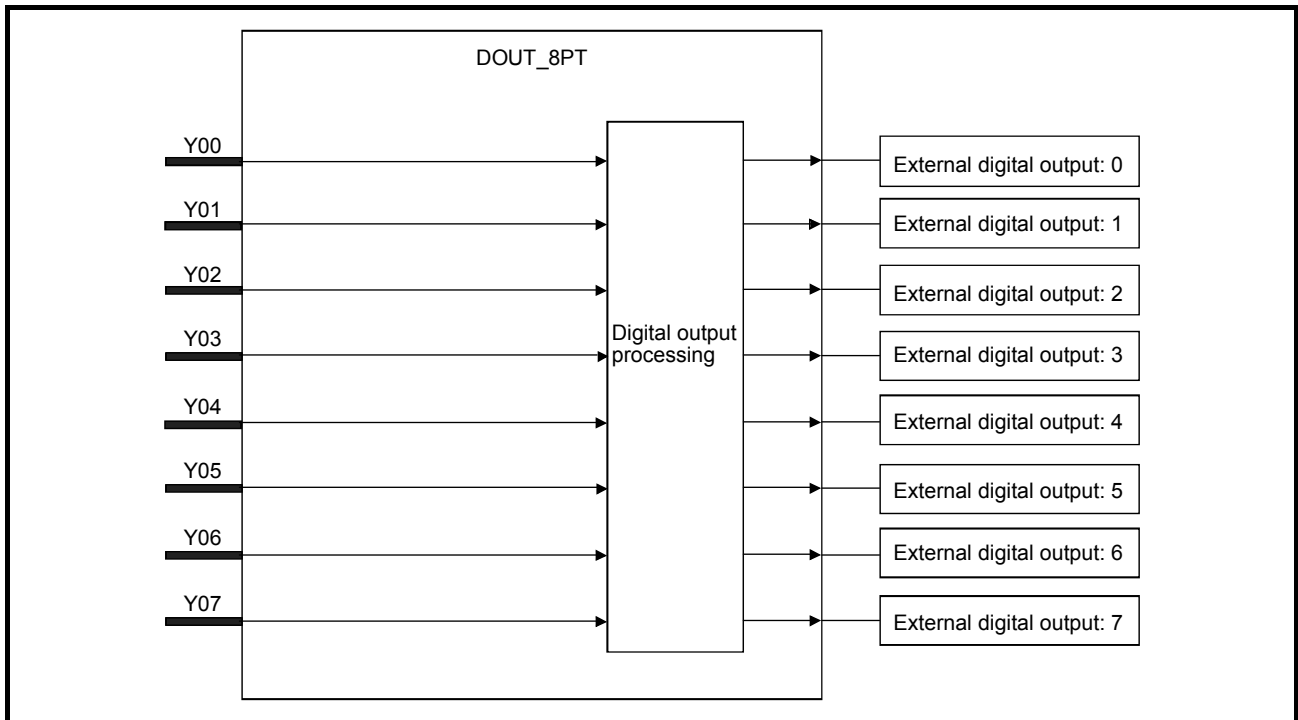 DOUT_8PT
Y00
External digital output: 0
Y01
External digital output: 1
Y02
External digital output: 2
Y03
Digital output
processing
External digital output: 3
Y04
External digital output: 4
Y05
External digital output: 5
Y06
External digital output: 6
Y07
External digital output: 7